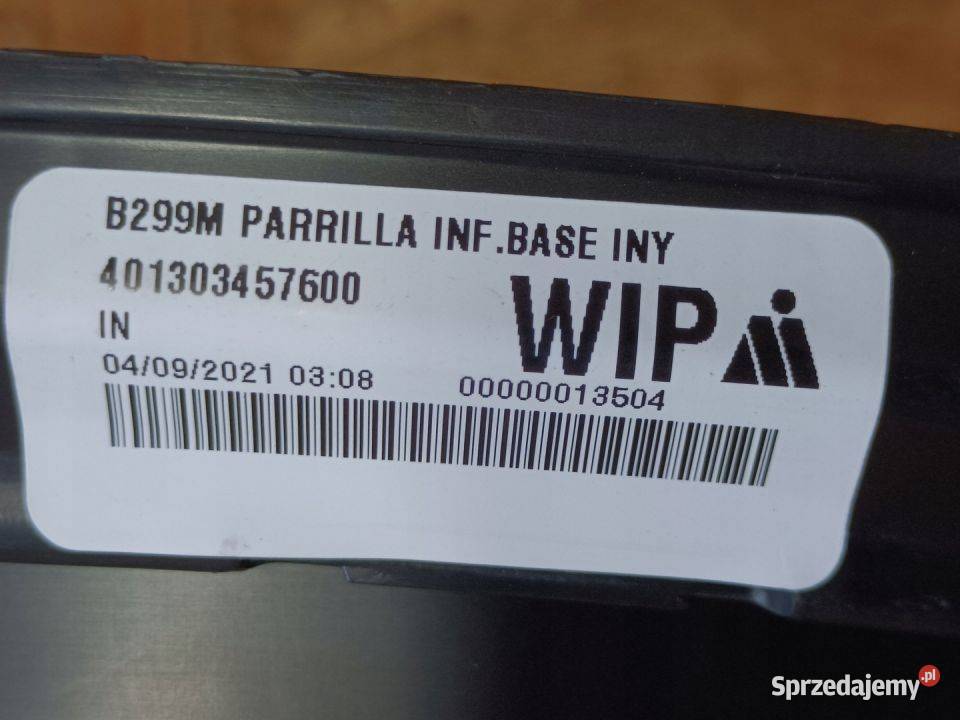 B299M PARRILLA INF.BASE INY
401303457600
IN
WIP
04/09/2021 03:08
00000013504
Sprzedajemy.pl